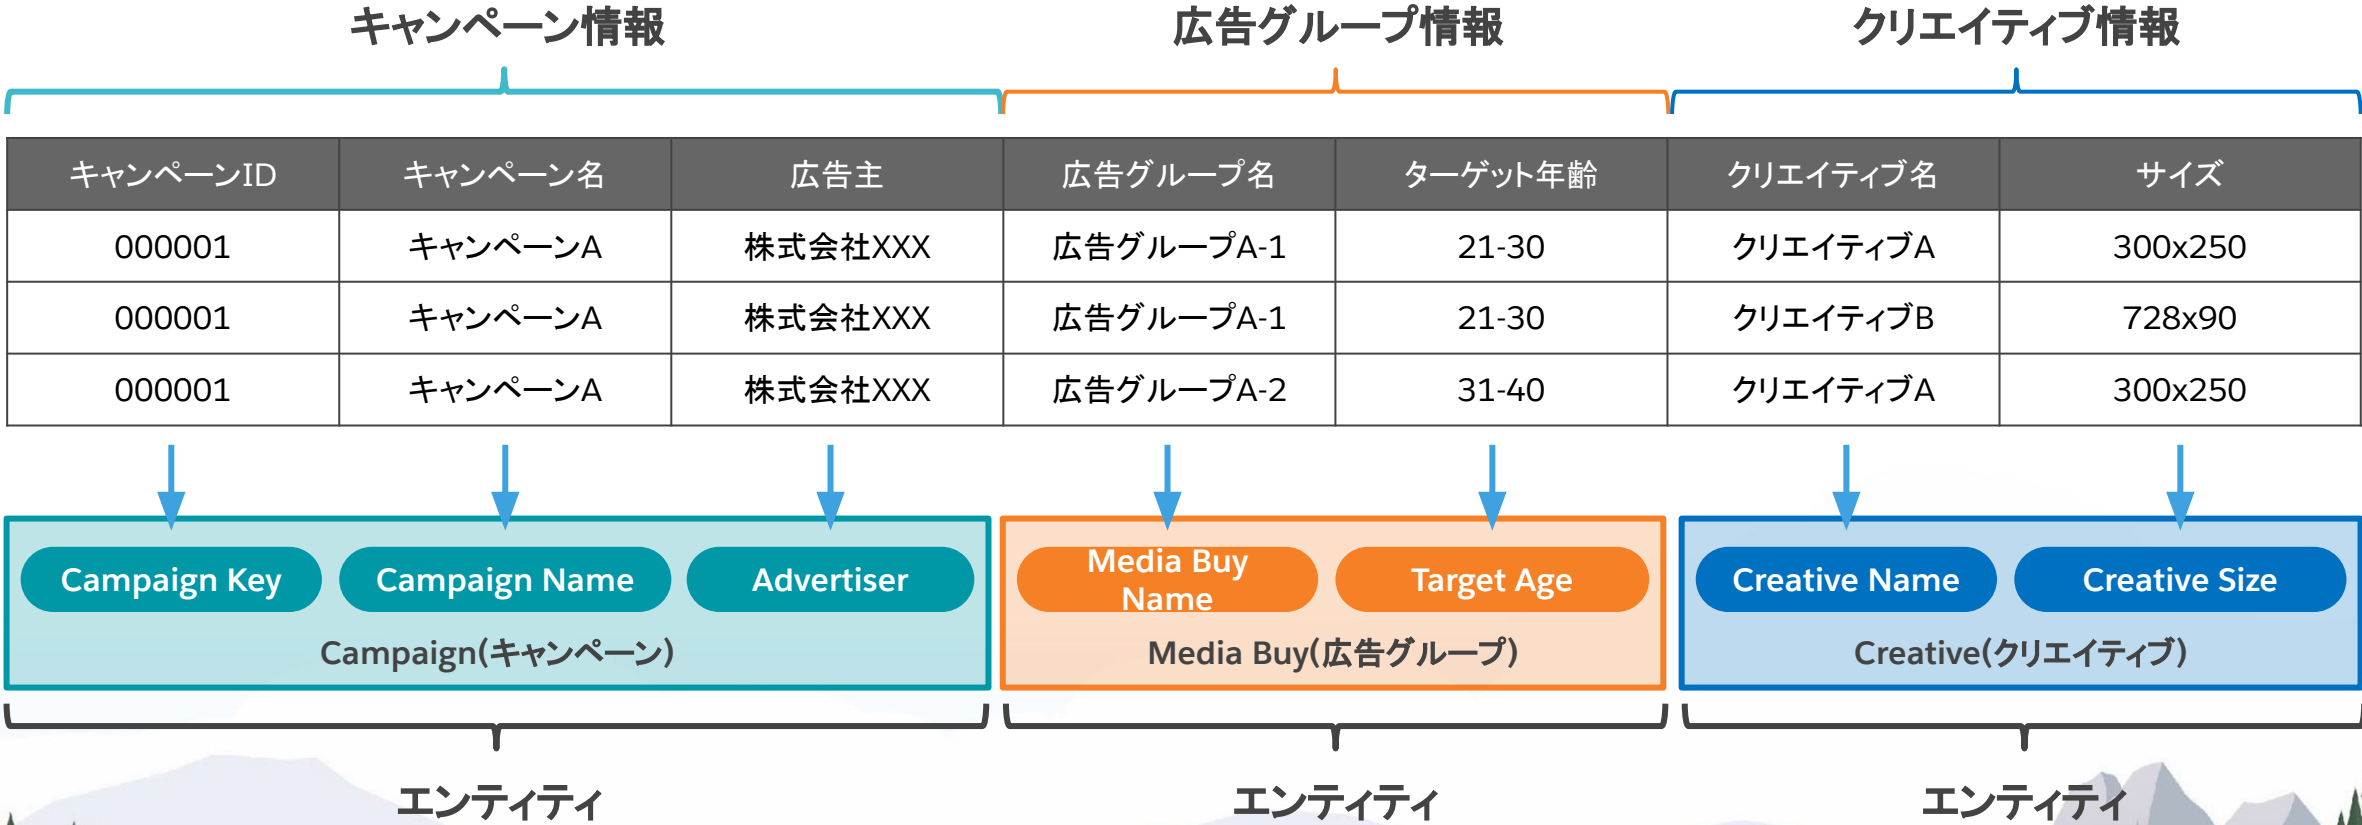 キャンペーン情報 広告グループ情報 クリエイティブ情報
キャンペーンID キャンペーン名 広告主 広告グループ名 ターゲット年齢 クリエイティブ名 サイズ
000001 キャンペーンA 株式会社XXX 広告グループA-1 21-30 クリエイティブA 300x250
000001 キャンペーンA 株式会社XXX 広告グループA-1 21-30 クリエイティブB 728x90
000001 キャンペーンA 株式会社XXX 広告グループA-2 31-40 クリエイティブA 300x250
Campaign Key Campaign Name Advertiser
Campaign(キャンペーン)
Media Buy
Name
Target Age
Media Buy(広告グループ)
Creative Name Creative Size
Creative(クリエイティブ)
エンティティ エンティティ エンティティ